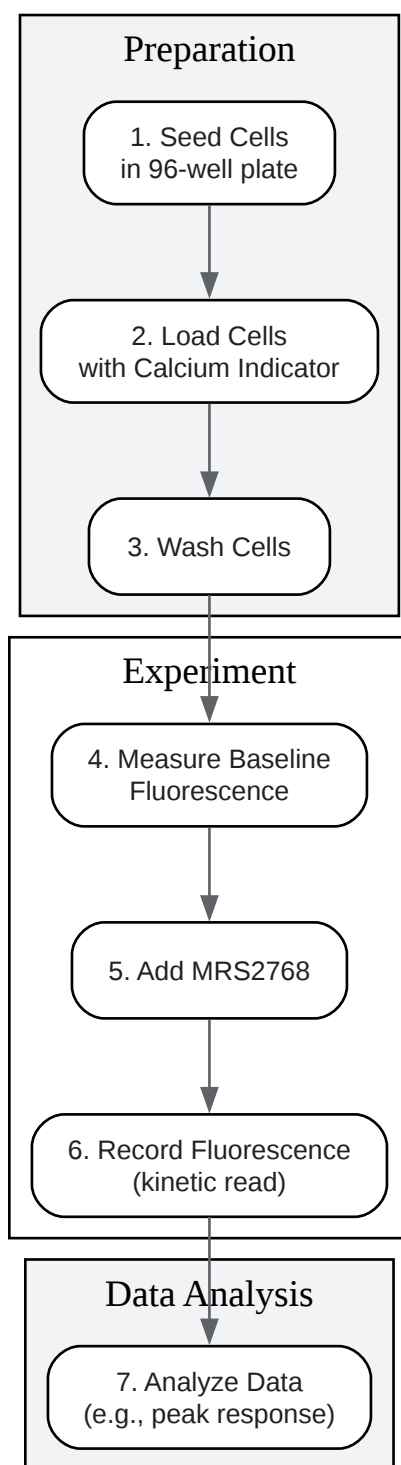 Preparation
1. Seed Cells
in 96-well plate
2. Load Cells
with Calcium Indicator
3. Wash Cells
Experiment
4. Measure Baseline
Fluorescence
5. Add MRS2768
6. Record Fluorescence
(kinetic read)
Data Analysis
7. Analyze Data
(e.g., peak response)